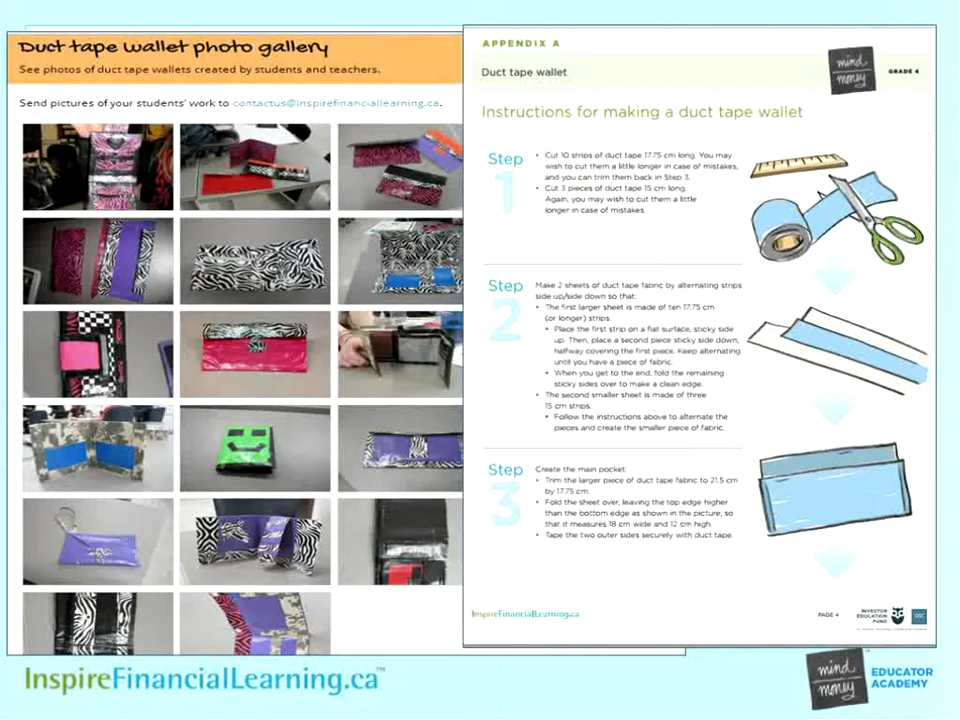 Duct tape wallet photo gallery
See photos of duct tape wallets created by students and teachers.
Send pictures of your students' work to contactus@inspirefinanciallearning.ca.
APPENDIX A
Duct tape wallet
mind
money
GRADE 4
Instructions for making a duct tape wallet
Step
1
• Cut 10 strips of duct tape 17.75 cm long. You may
wish to cut them a little longer in case of mistakes,
and you can trim them back in Step 3.
• Cut 3 pieces of duct tape 15 cm long.
Again, you may wish to cut them a little
longer in case of mistakes.
Step
2
Make 2 sheets of duct tape fabric by alternating strips
side up/side down so that:
• The first larger sheet is made of ten 17.75 cm
(or longer) strips.
• Place the first strip on a flat surface, sticky side
up. Then, place a second piece sticky side down,
halfway covering the first piece. Keep alternating
until you have a piece of fabric.
• When you get to the end, fold the remaining
sticky sides over to make a clean edge.
• The second smaller sheet is made of three
15 cm strips.
• Follow the instructions above to alternate the
pieces and create the smaller piece of fabric.
Step
3
Create the main pocket:
• Trim the larger piece of duct tape fabric to 21.5 cm
by 17.75 cm.
• Fold the sheet over, leaving the top edge higher
than the bottom edge as shown in the picture, so
that it measures 18 cm wide and 12 cm high.
• Tape the two outer sides securely with duct tape.
InspireFinancialLearning.ca
PAGE 4
INVESTOR
EDUCATION
FUND
InspireFinancialLearning.ca™
mind
money
EDUCATOR
ACADEMY